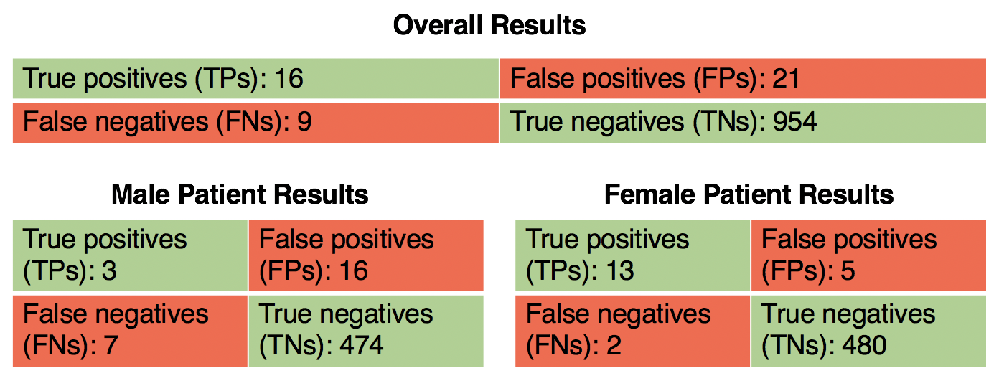 Overall Results
True positives (TPs): 16
False positives (FPs): 21
False negatives (FNs): 9
True negatives (TNs): 954
Male Patient Results
True positives
(TPs): 3
False positives
(FPs): 16
False negatives
(FNs): 7
True negatives
(TNs): 474
Female Patient Results
True positives
(TPs): 13
False positives
(FPs): 5
False negatives
(FNs): 2
True negatives
(TNs): 480